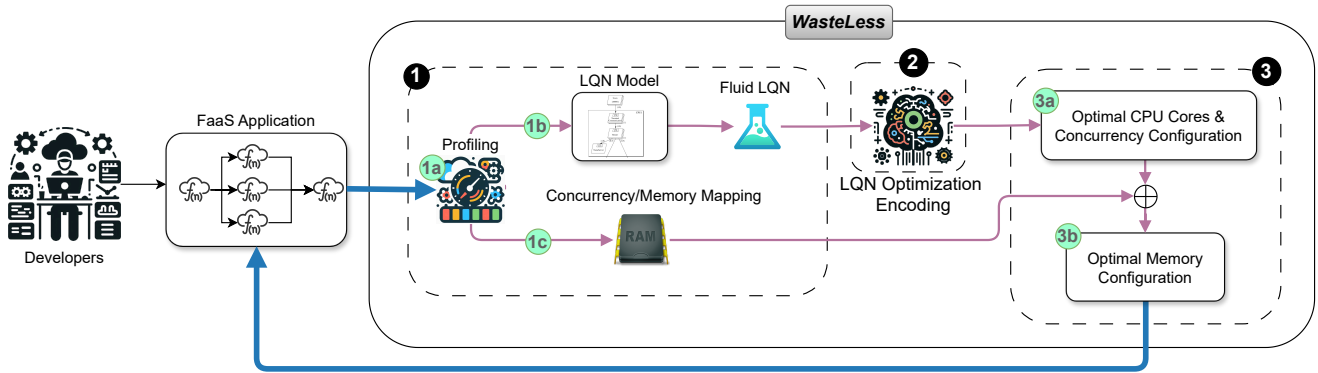 WasteLess
1
LQN Model
Fluid LQN
2
3
3a
Optimal CPU Cores &
Concurrency Configuration
FaaS Application
1b
Profiling
1a
f(n)
f(n)
f(n)
f(n)
f(n)
LQN Optimization
Encoding
Concurrency/Memory Mapping
RAM
1c
3b
Optimal Memory
Configuration
Developers